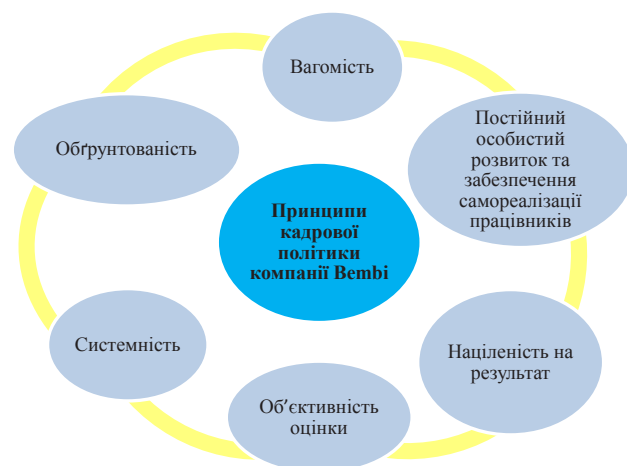 Вагомість
Постійний
особистий
розвиток та
забезпечення
самореалізації
працівників
Націленість на
результат
Об’єктивність
оцінки
Системність
Обґрунтованість
Принципи
кадрової
політики
компанії Bembi